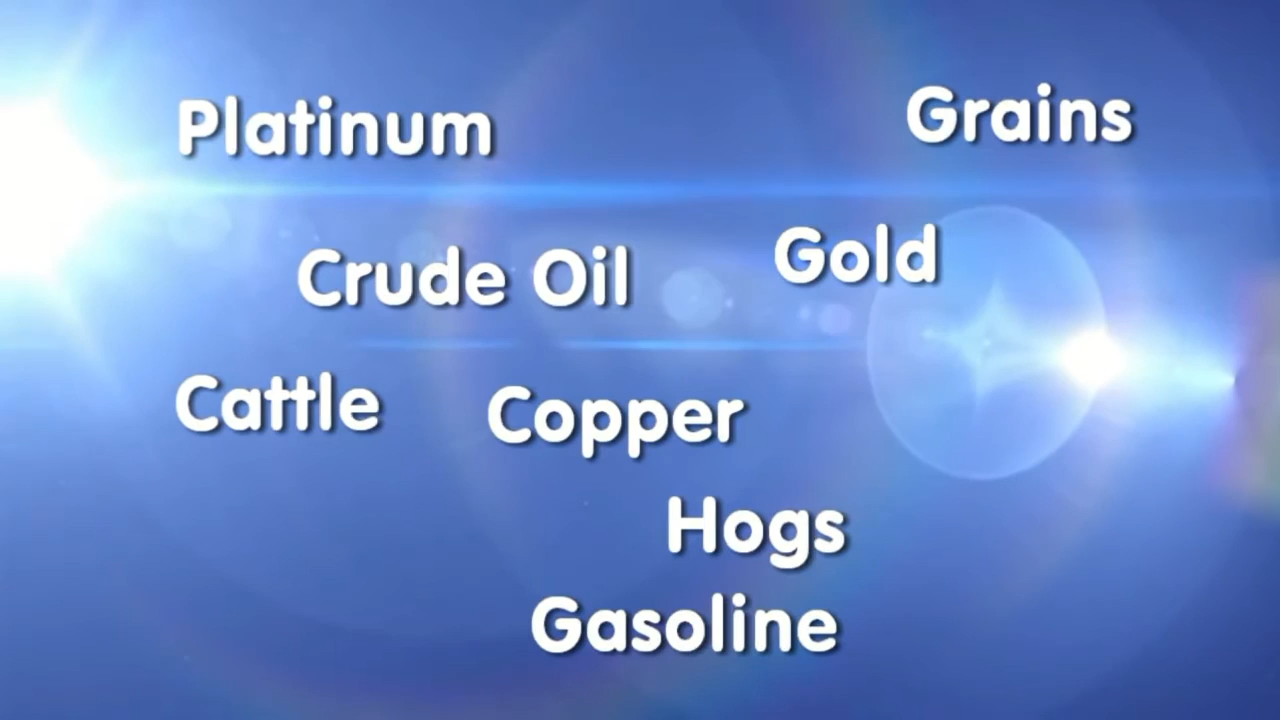 Platinum
Grains
Crude Oil
Gold
Cattle
Copper
Hogs
Gasoline